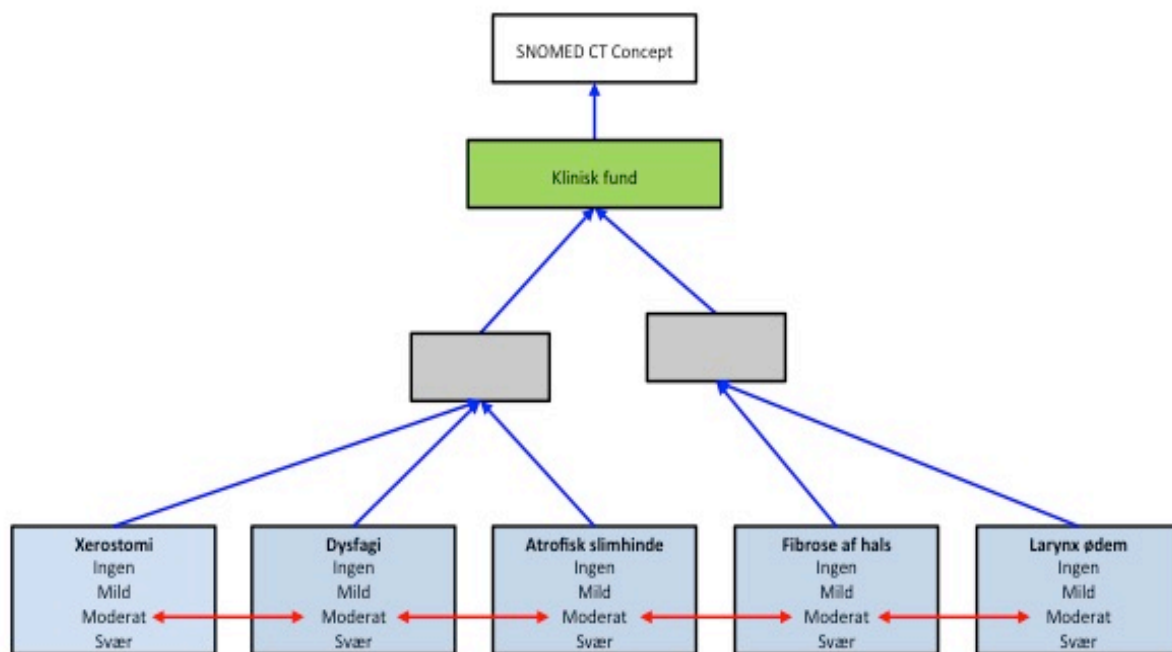 SNOMED CT Concept
Klinisk fund
Xerostomi
Ingen
Mild
Moderat
Svær
Dysfagi
Ingen
Mild
Moderat
Svær
Atrofisk slimhinde
Ingen
Mild
Moderat
Svær
Fibrose af hals
Ingen
Mild
Moderat
Svær
Larynx ødem
Ingen
Mild
Moderat
Svær